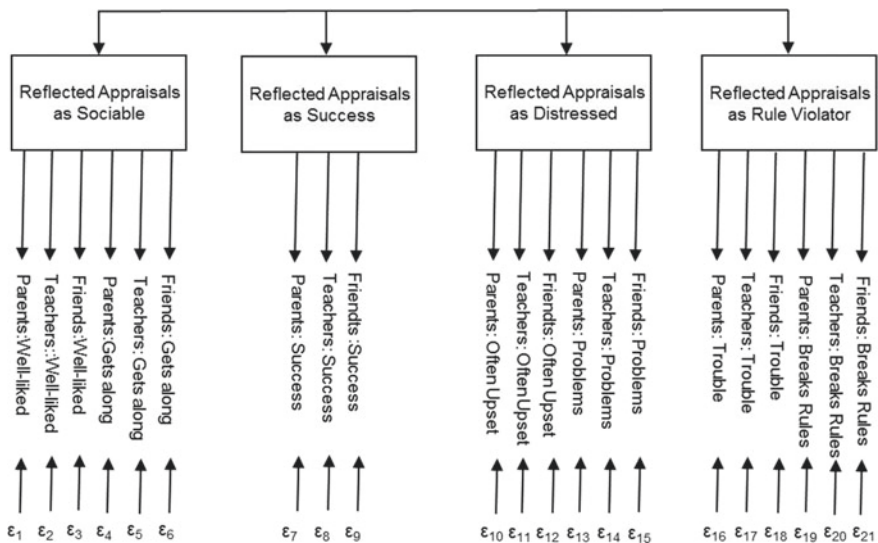 Reflected Appraisals
as Sociable
Reflected Appraisals
as Success
Reflected Appraisals
as Distressed
Reflected Appraisals
as Rule Violator
Parents:Well-liked
Teachers::Well-liked
Friends:Well-liked
Parents:Gets along
Teachers: Gets along
Friends: Gets along
Parents: Success
Teachers: Success
Friendts :Success
Parents: Often Upset
Teachers: Often Upset
Friendts: Often Upset
Parents: Problems
Teachers: Problems
Friends: Problems
Parents: Trouble
Teachers: Trouble
Friends: Trouble
Parents: Breaks Rules
Teachers: Breaks Rules
Friends: Breaks Rules
ε1 ε2 ε3 ε4 ε5 ε6 ε7 ε8 ε9 ε10 ε11 ε12 ε13 ε14 ε15 ε16 ε17 ε18 ε19 ε20 ε21